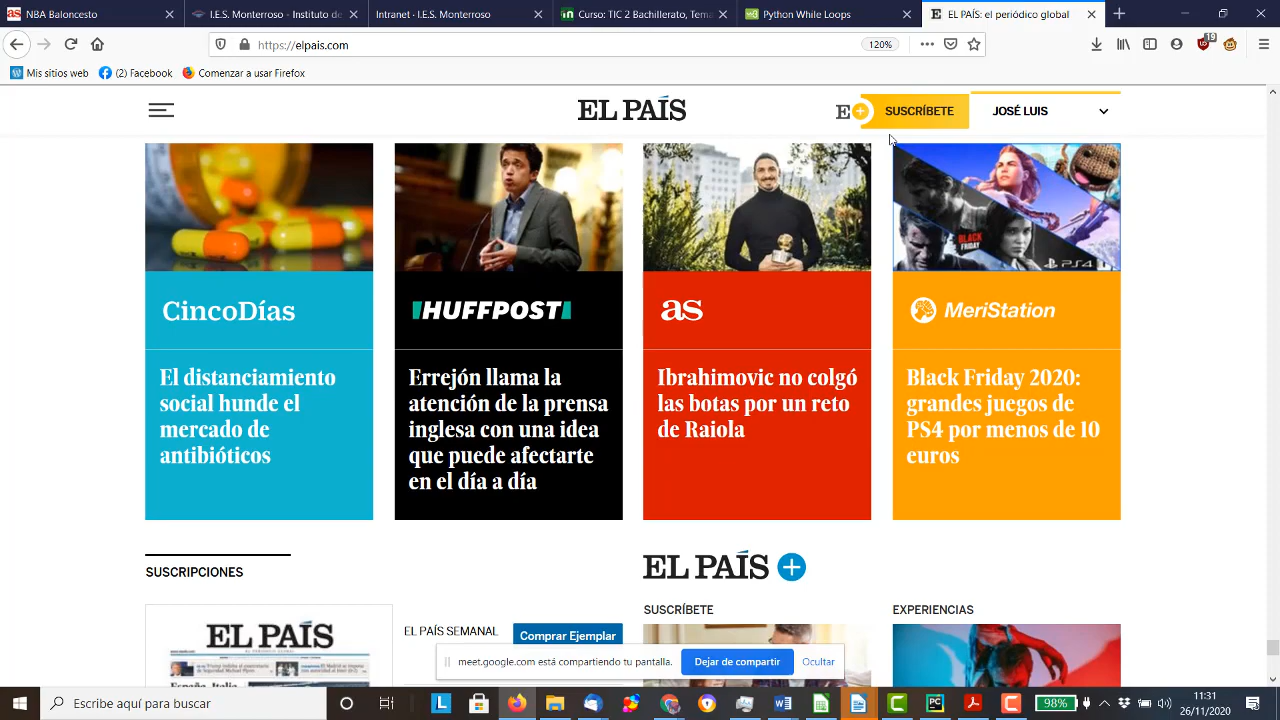 NBA Baloncesto
.: I.E.S. Monterroso :.
Intranet · I.E.S. Monterroso
Curso: TIC 2 Bachillerato, Tema
Python While Loops
EL PAÍS: el periódico global
https://elpais.com
120%
19
Mis sitios web
(2) Facebook
Comenzar a usar Firefox
EL PAÍS
E+
SUSCRÍBETE
JOSÉ LUIS
BLACK FRIDAY
PS4
CincoDías
HUFFPOST
as
MeriStation
El distanciamiento
social hunde el
mercado de
antibióticos
Errejón llama la
atención de la prensa
inglesa con una idea
que puede afectarte
en el día a día
Ibrahimovic no colgó
las botas por un reto
de Raiola
Black Friday 2020:
grandes juegos de
PS4 por menos de 10
euros
SUSCRIPCIONES
EL PAÍS +
SUSCRÍBETE
EXPERIENCIAS
EL PAÍS
EL PAÍS SEMANAL
Comprar Ejemplar
meet.google.com está compartiendo tu pantalla.
Dejar de compartir
Ocultar
Escribe aquí para buscar
98%
11:31
26/11/2020